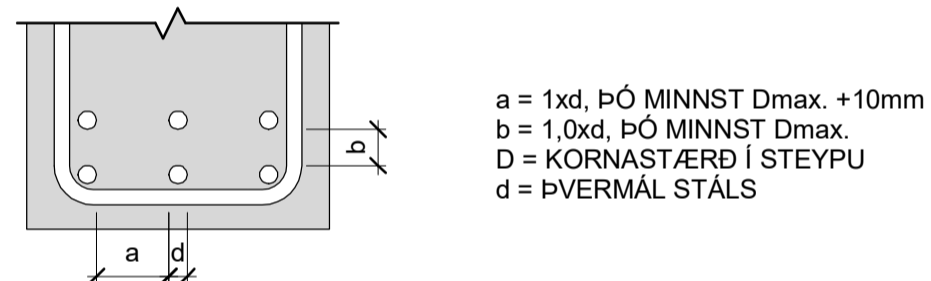 a = 1xd, ÞÓ MINNST Dmax. +10mm
b = 1,0xd, ÞÓ MINNST Dmax.
D = KORNASTÆRÐ Í STEYPU
d = ÞVERMÁL STÁLS
b
a d